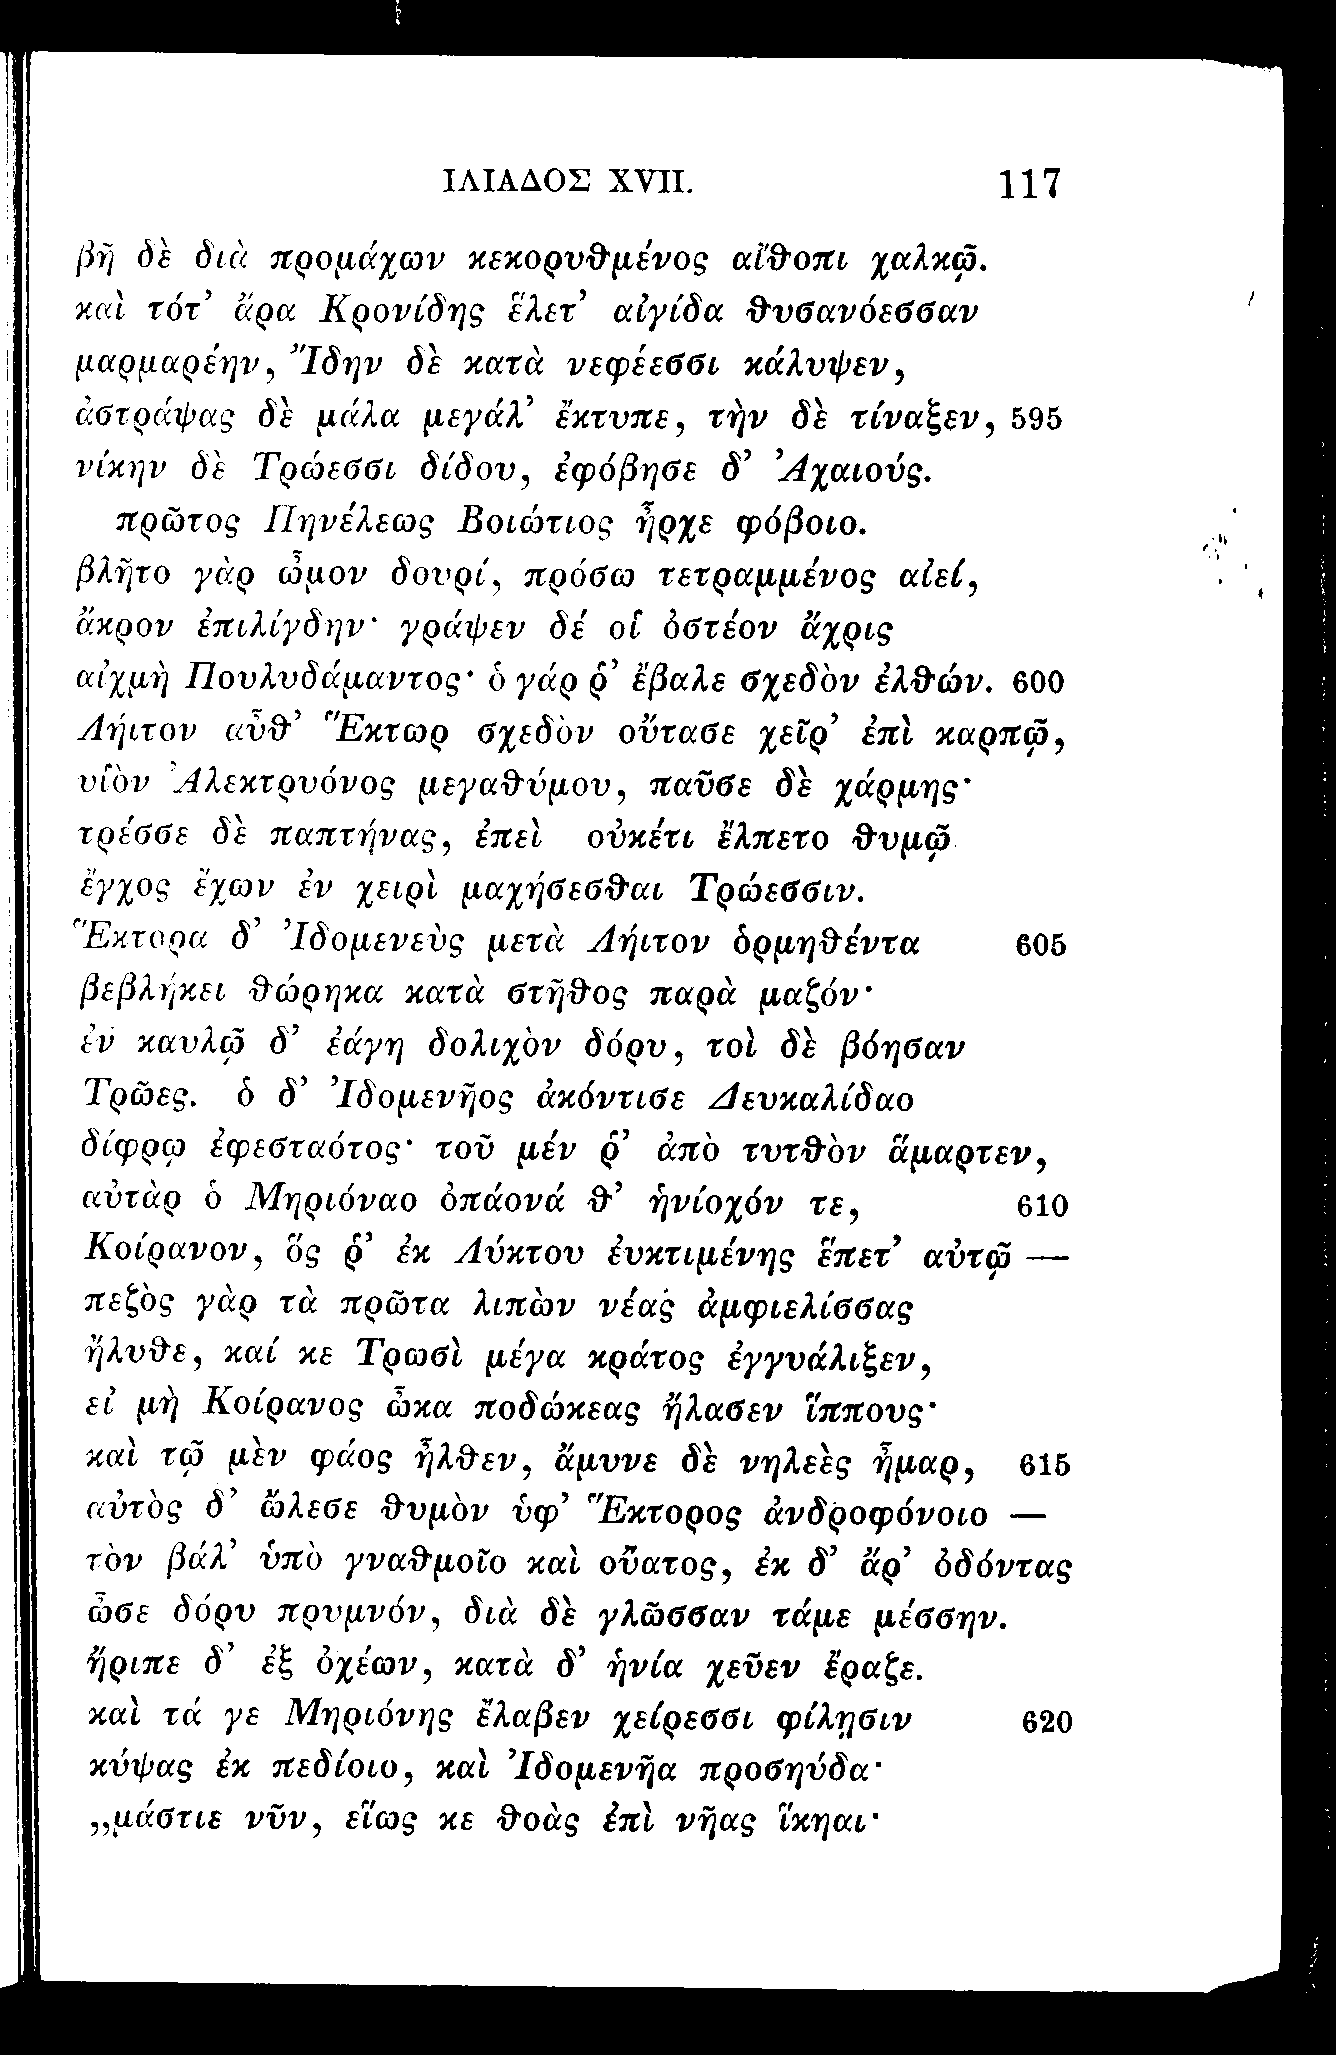 ΙΛΙΑΔΟΣ XVII. 117
βῆ δὲ διὰ προμάχων κεκορυθμένος αἴθοπι χαλκῷ.
καὶ τότ’ ἄρα Κρονίδης ἕλετ’ αἰγίδα θυσανόεσσαν
μαρμαρέην, Ἴδην δὲ κατὰ νεφέεσσι κάλυψεν,
ἀστράψας δὲ μάλα μεγάλ’ ἔκτυπε, τὴν δὲ τίναξεν, 595
νίκην δὲ Τρώεσσι δίδου, ἐφόβησε δ’ Ἀχαιούς.
πρῶτος Πηνέλεως Βοιώτιος ἦρχε φόβοιο.
βλῆτο γὰρ ὦμον δουρί, πρόσω τετραμμένος αἰεί,
ἄκρον ἐπιλίγδην· γράψεν δέ οἱ ὀστέον ἄχρις
αἰχμὴ Πουλυδάμαντος· ὁ γάρ ῥ’ ἔβαλε σχεδὸν ἐλθών. 600
Λήιτον αὖθ’ Ἕκτωρ σχεδὸν οὔτασε χεῖρ’ ἐπὶ καρπῷ,
υἱὸν Ἀλεκτρυόνος μεγαθύμου, παῦσε δὲ χάρμης·
τρέσσε δὲ παπτήνας, ἐπεὶ οὐκέτι ἔλπετο θυμῷ
ἔγχος ἔχων ἐν χειρὶ μαχήσεσθαι Τρώεσσιν.
Ἕκτορα δ’ Ἰδομενεὺς μετὰ Λήιτον ὁρμηθέντα 605
βεβλήκει θώρηκα κατὰ στῆθος παρὰ μαζόν·
ἐν καυλῷ δ’ ἐάγη δολιχὸν δόρυ, τοὶ δὲ βόησαν
Τρῶες. ὁ δ’ Ἰδομενῆος ἀκόντισε Δευκαλίδαο
δίφρῳ ἐφεσταότος· τοῦ μέν ῥ’ ἀπὸ τυτθὸν ἅμαρτεν,
αὐτὰρ ὁ Μηριόναο ὀπάονά θ’ ἡνίοχόν τε, 610
Κοίρανον, ὅς ῥ’ ἐκ Λύκτου ἐυκτιμένης ἕπετ’ αὐτῷ —
πεζὸς γὰρ τὰ πρῶτα λιπὼν νέας ἀμφιελίσσας
ἤλυθε, καί κε Τρωσὶ μέγα κράτος ἐγγυάλιξεν,
εἰ μὴ Κοίρανος ὦκα ποδώκεας ἤλασεν ἵππους·
καὶ τῷ μὲν φάος ἦλθεν, ἄμυνε δὲ νηλεὲς ἦμαρ, 615
αὐτὸς δ’ ὤλεσε θυμὸν ὑφ’ Ἕκτορος ἀνδροφόνοιο —
τὸν βάλ’ ὑπὸ γναθμοῖο καὶ οὔατος, ἐκ δ’ ἄρ’ ὀδόντας
ὦσε δόρυ πρυμνόν, διὰ δὲ γλῶσσαν τάμε μέσσην.
ἤριπε δ’ ἐξ ὀχέων, κατὰ δ’ ἡνία χεῦεν ἔραζε.
καὶ τά γε Μηριόνης ἔλαβεν χείρεσσι φίλῃσιν 620
κύψας ἐκ πεδίοιο, καὶ Ἰδομενῆα προσηύδα·
„μάστιε νῦν, εἵως κε θοὰς ἐπὶ νῆας ἵκηαι·